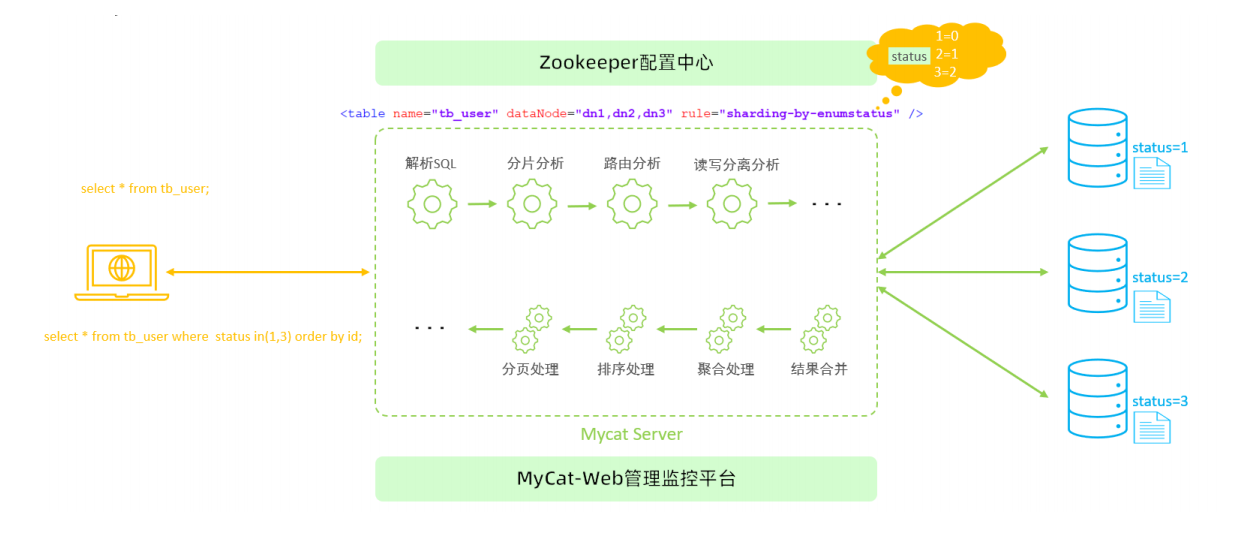 Zookeeper配置中心
1=0
status 2=1
3=2
<table name="tb_user" dataNode="dn1,dn2,dn3" rule="sharding-by-enumstatus" />
解析SQL 分片分析 路由分析 读写分离分析
select * from tb_user;
· · ·
status=1
status=2
select * from tb_user where status in(1,3) order by id;
· · ·
分页处理 排序处理 聚合处理 结果合并
status=3
Mycat Server
MyCat-Web管理监控平台